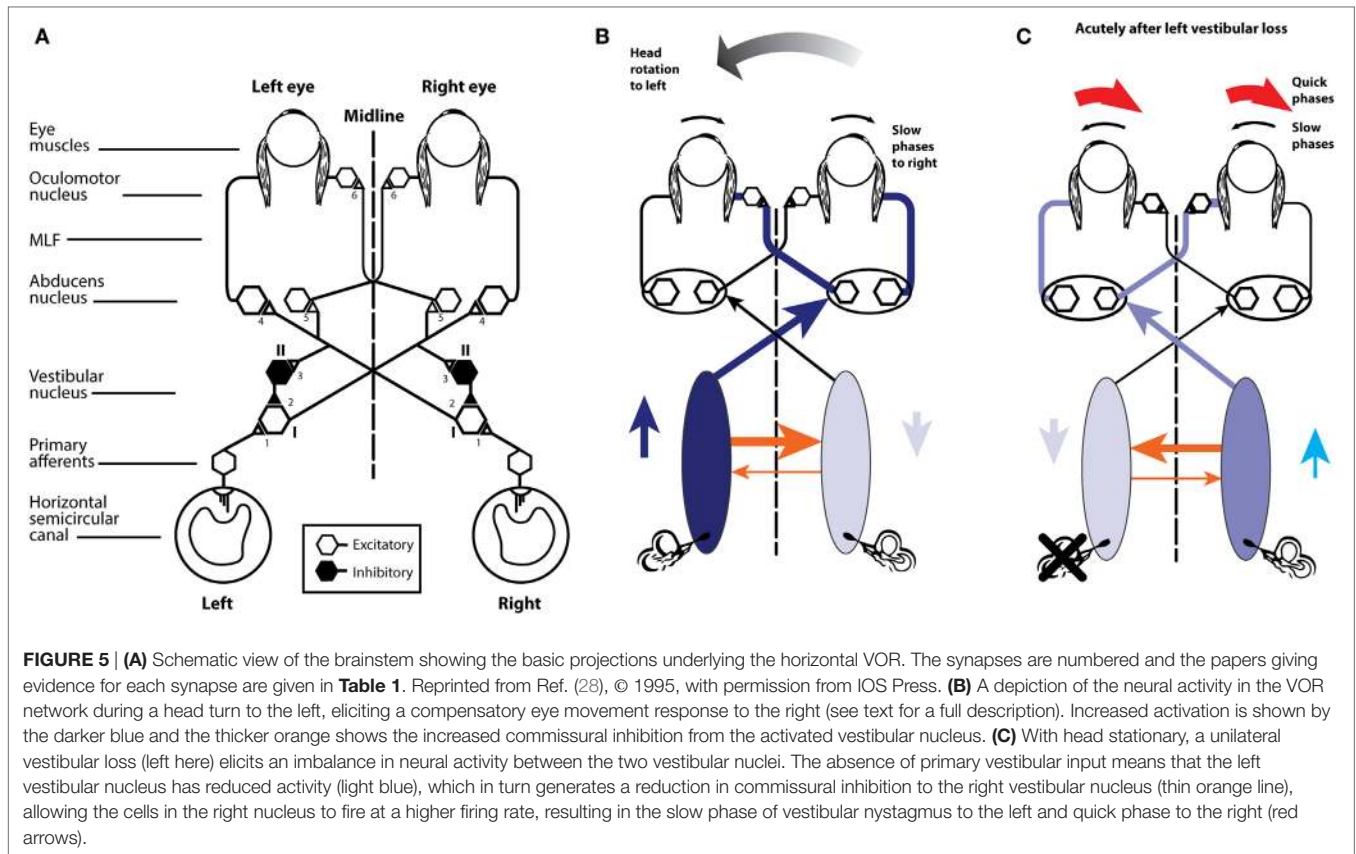 A
Left eye
Right eye
Midline
Eye
muscles
Oculomotor
nucleus
MLF
Abducens
nucleus
Vestibular
nucleus
Primary
afferents
Horizontal
semicircular
canal
6
6
5
5
4
4
II
II
3
3
2
2
I
I
1
1
Excitatory
Inhibitory
Left
Right
B
Head
rotation
to left
Slow
phases
to right
C
Acutely after left vestibular loss
Quick
phases
Slow
phases
FIGURE 5 | (A) Schematic view of the brainstem showing the basic projections underlying the horizontal VOR. The synapses are numbered and the papers giving
evidence for each synapse are given in Table 1. Reprinted from Ref. (28), © 1995, with permission from IOS Press. (B) A depiction of the neural activity in the VOR
network during a head turn to the left, eliciting a compensatory eye movement response to the right (see text for a full description). Increased activation is shown by
the darker blue and the thicker orange shows the increased commissural inhibition from the activated vestibular nucleus. (C) With head stationary, a unilateral
vestibular loss (left here) elicits an imbalance in neural activity between the two vestibular nuclei. The absence of primary vestibular input means that the left
vestibular nucleus has reduced activity (light blue), which in turn generates a reduction in commissural inhibition to the right vestibular nucleus (thin orange line),
allowing the cells in the right nucleus to fire at a higher firing rate, resulting in the slow phase of vestibular nystagmus to the left and quick phase to the right (red
arrows).